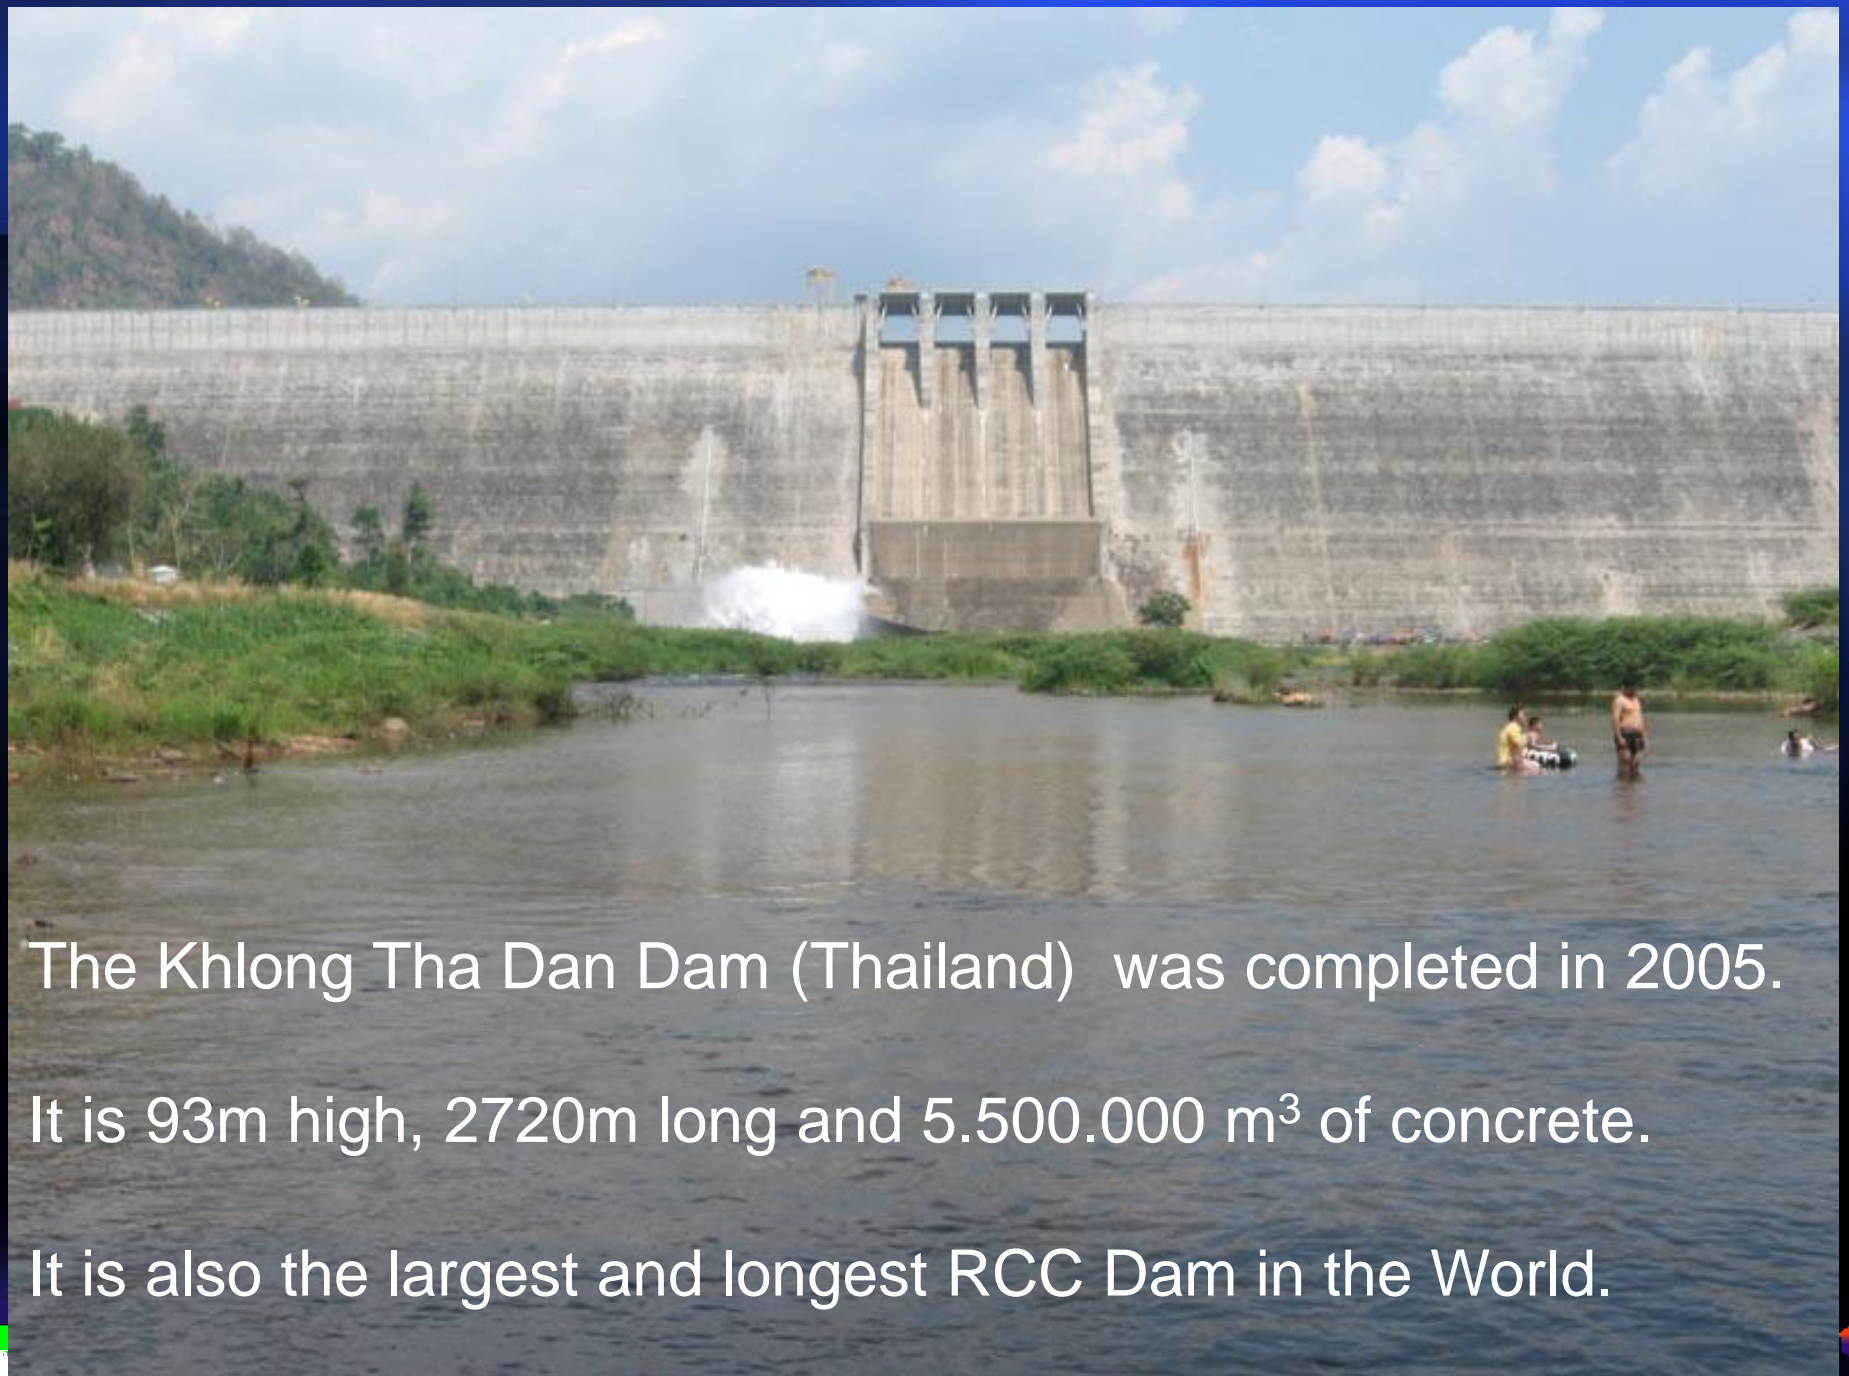 The Khlong Tha Dan Dam (Thailand)  was completed in 2005.
It is 93m high, 2720m long and 5.500.000 m³ of concrete.
It is also the largest and longest RCC Dam in the World.